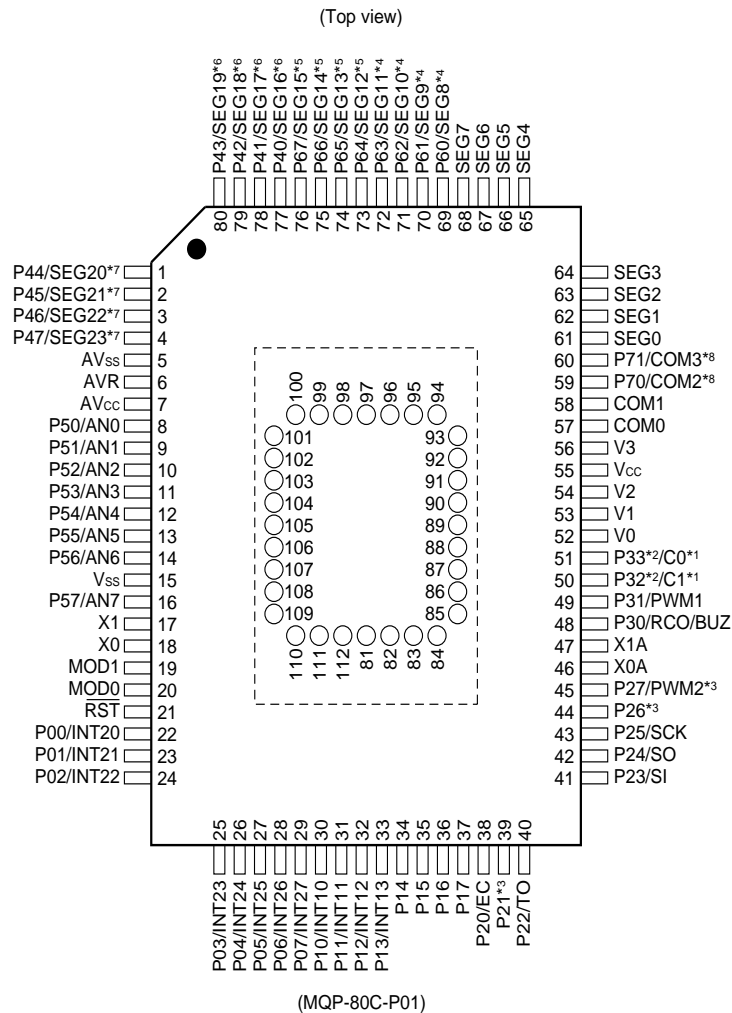 (Top view)
P43/SEG19*6
P42/SEG18*6
P41/SEG17*6
P40/SEG16*6
P67/SEG15*5
P66/SEG14*5
P65/SEG13*5
P64/SEG12*5
P63/SEG11*4
P62/SEG10*4
P61/SEG9*4
P60/SEG8*4
SEG7
SEG6
SEG5
SEG4
80
79
78
77
76
75
74
73
72
71
70
69
68
67
66
65
P44/SEG20*7 1
P45/SEG21*7 2
P46/SEG22*7 3
P47/SEG23*7 4
AVss 5
AVR 6
AVcc 7
P50/AN0 8
P51/AN1 9
P52/AN2 10
P53/AN3 11
P54/AN4 12
P55/AN5 13
P56/AN6 14
Vss 15
P57/AN7 16
X1 17
X0 18
MOD1 19
MOD0 20
RST 21
P00/INT20 22
P01/INT21 23
P02/INT22 24
100
99
98
97
96
95
94
101
102
103
104
105
106
107
108
109
93
92
91
90
89
88
87
86
85
110
111
112
81
82
83
84
64 SEG3
63 SEG2
62 SEG1
61 SEG0
60 P71/COM3*8
59 P70/COM2*8
58 COM1
57 COM0
56 V3
55 Vcc
54 V2
53 V1
52 V0
51 P33*2/C0*1
50 P32*2/C1*1
49 P31/PWM1
48 P30/RCO/BUZ
47 X1A
46 X0A
45 P27/PWM2*3
44 P26*3
43 P25/SCK
42 P24/SO
41 P23/SI
25
26
27
28
29
30
31
32
33
34
35
36
37
38
39
40
P03/INT23
P04/INT24
P05/INT25
P06/INT26
P07/INT27
P10/INT10
P11/INT11
P12/INT12
P13/INT13
P14
P15
P16
P17
P20/EC
P21*3
P22/TO
(MQP-80C-P01)